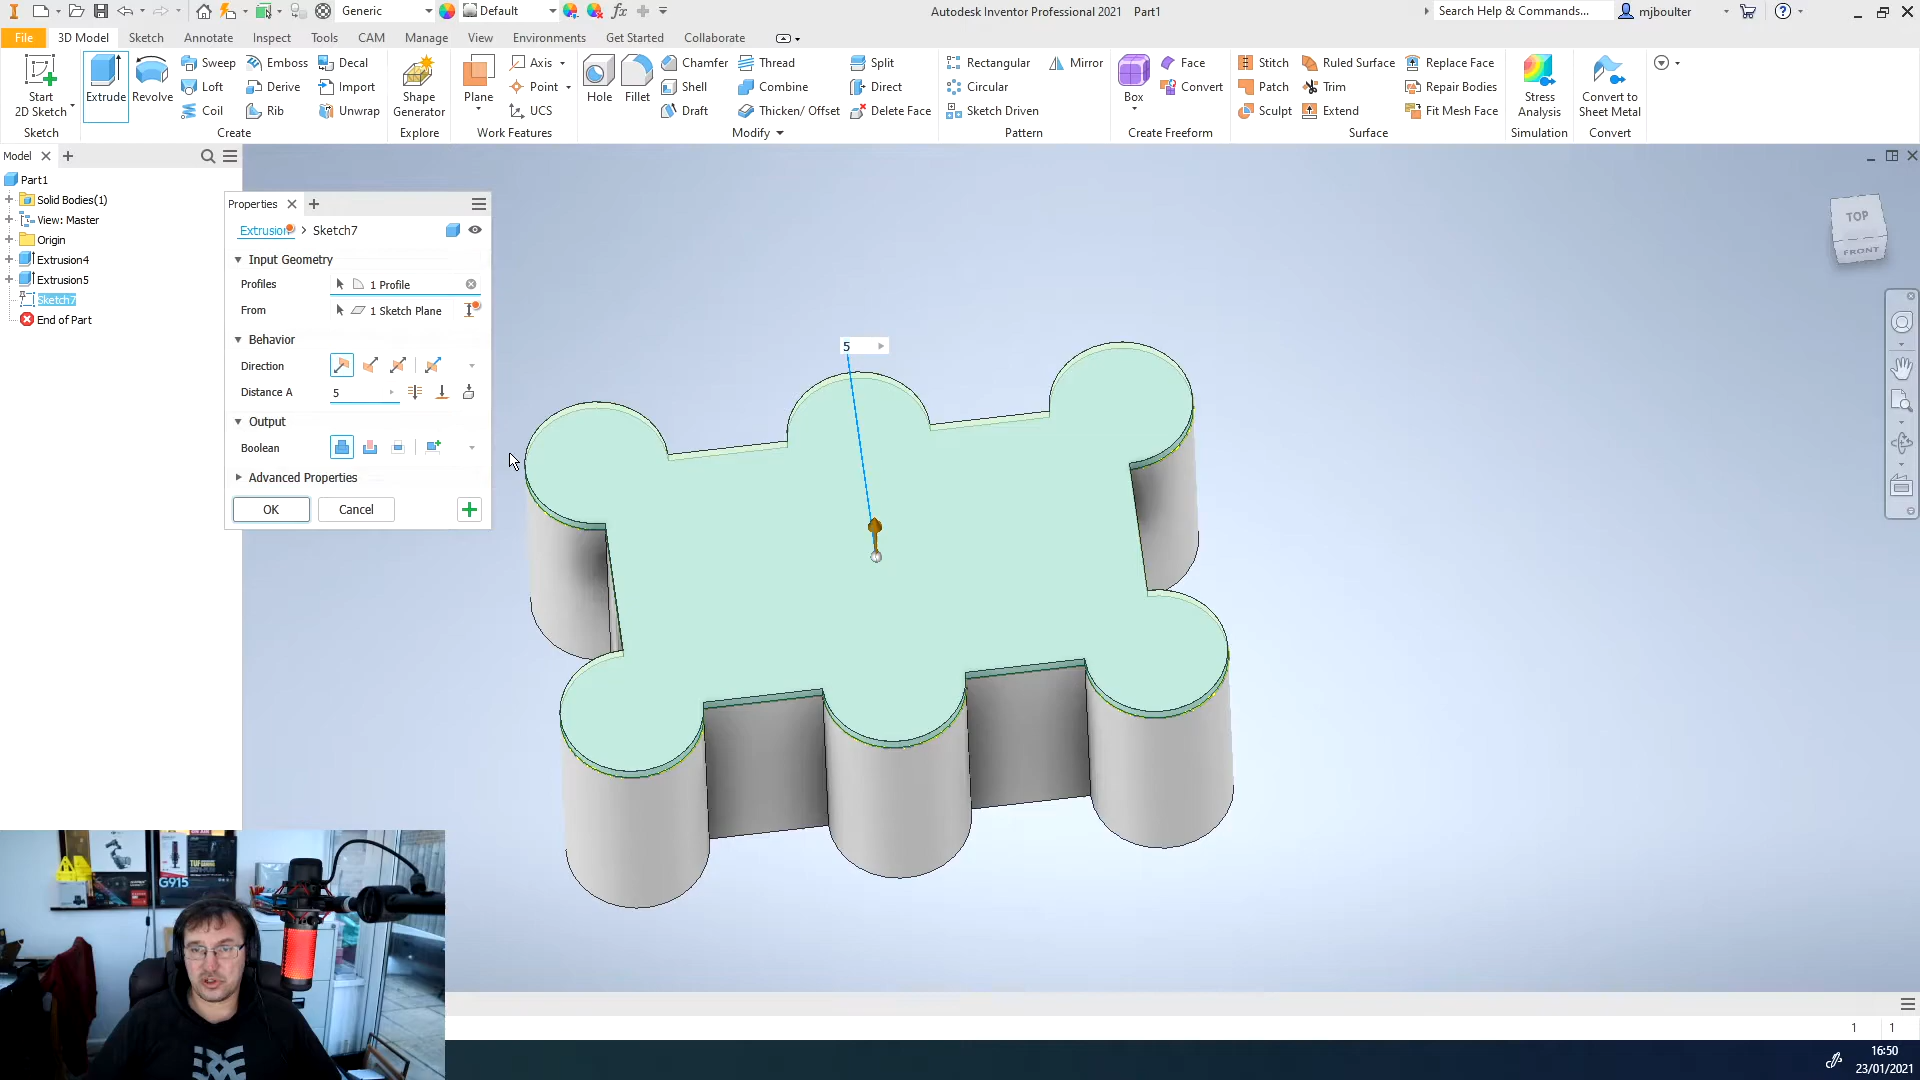 Generic
Default
fx
Autodesk Inventor Professional 2021 Part1
Search Help & Commands...
mjboulter
File
3D Model
Sketch
Annotate
Inspect
Tools
CAM
Manage
View
Environments
Get Started
Collaborate
Start
2D Sketch
Extrude
Revolve
Sweep
Loft
Coil
Emboss
Derive
Rib
Decal
Import
Unwrap
Shape
Generator
Plane
Axis
Point
UCS
Hole
Fillet
Chamfer
Shell
Draft
Thread
Combine
Thicken/ Offset
Split
Direct
Delete Face
Rectangular
Circular
Sketch Driven
Mirror
Box
Face
Convert
Stitch
Patch
Sculpt
Ruled Surface
Trim
Extend
Replace Face
Repair Bodies
Fit Mesh Face
Stress
Analysis
Convert to
Sheet Metal
Sketch
Create
Explore
Work Features
Modify
Pattern
Create Freeform
Surface
Simulation
Convert
Model
Part1
Solid Bodies(1)
View: Master
Origin
Extrusion4
Extrusion5
Sketch7
End of Part
Properties
Extrusion > Sketch7
Input Geometry
Profiles 1 Profile
From 1 Sketch Plane
Behavior
Direction
Distance A 5
Output
Boolean
Advanced Properties
OK Cancel
5
TOP
FRONT
G915
1 1
16:50
23/01/2021